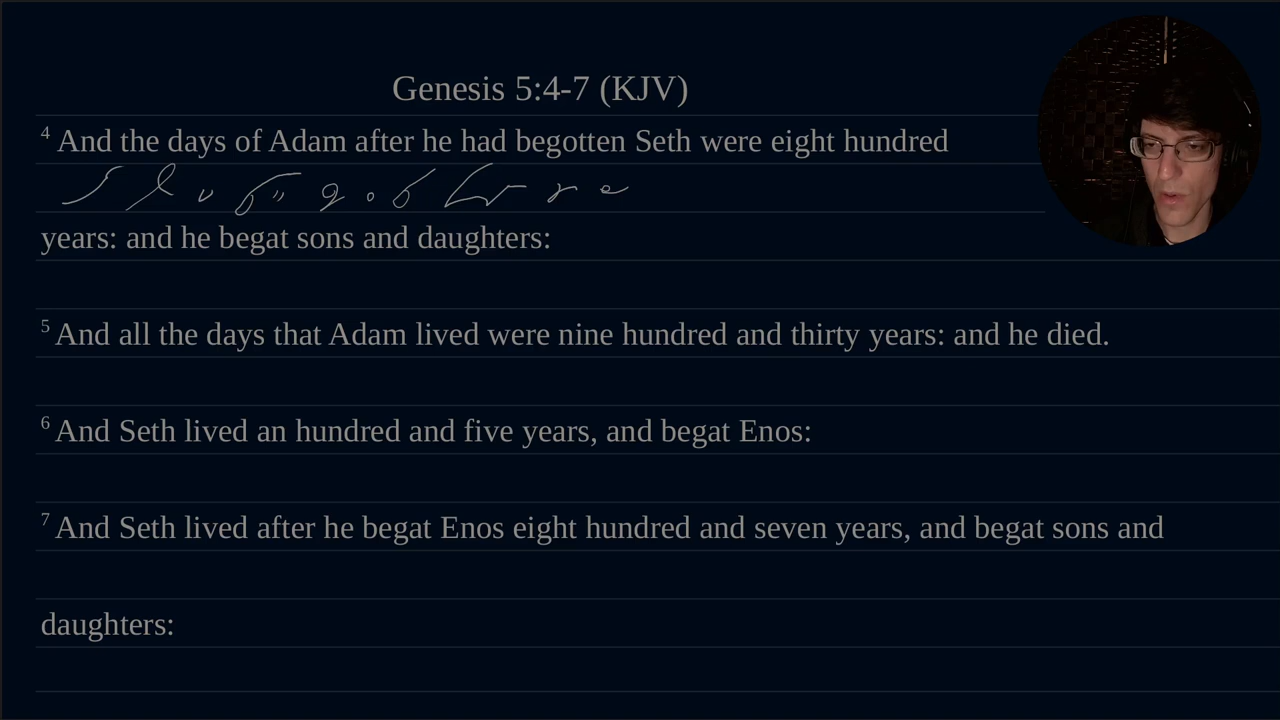 Genesis 5:4-7 (KJV)
4 And the days of Adam after he had begotten Seth were eight hundred
years: and he begat sons and daughters:
5 And all the days that Adam lived were nine hundred and thirty years: and he died.
6 And Seth lived an hundred and five years, and begat Enos:
7 And Seth lived after he begat Enos eight hundred and seven years, and begat sons and
daughters: